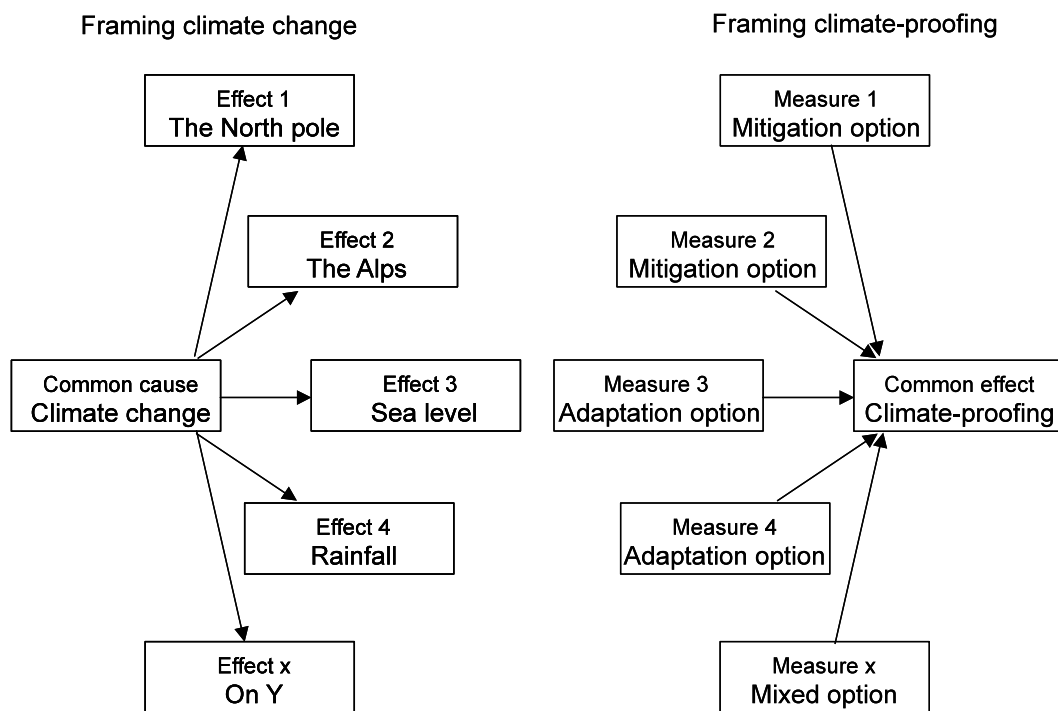 Framing climate change
Effect 1
The North pole
Effect 2
The Alps
Common cause
Climate change
Effect 3
Sea level
Effect 4
Rainfall
Effect x
On Y
Framing climate-proofing
Measure 1
Mitigation option
Measure 2
Mitigation option
Measure 3
Adaptation option
Common effect
Climate-proofing
Measure 4
Adaptation option
Measure x
Mixed option